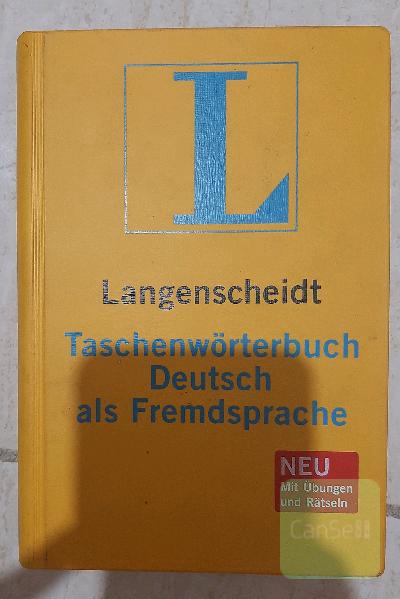 L
Langenscheidt
Taschenwörterbuch
Deutsch
als Fremdsprache
NEU
Mit Übungen
und Rätseln
CanSell